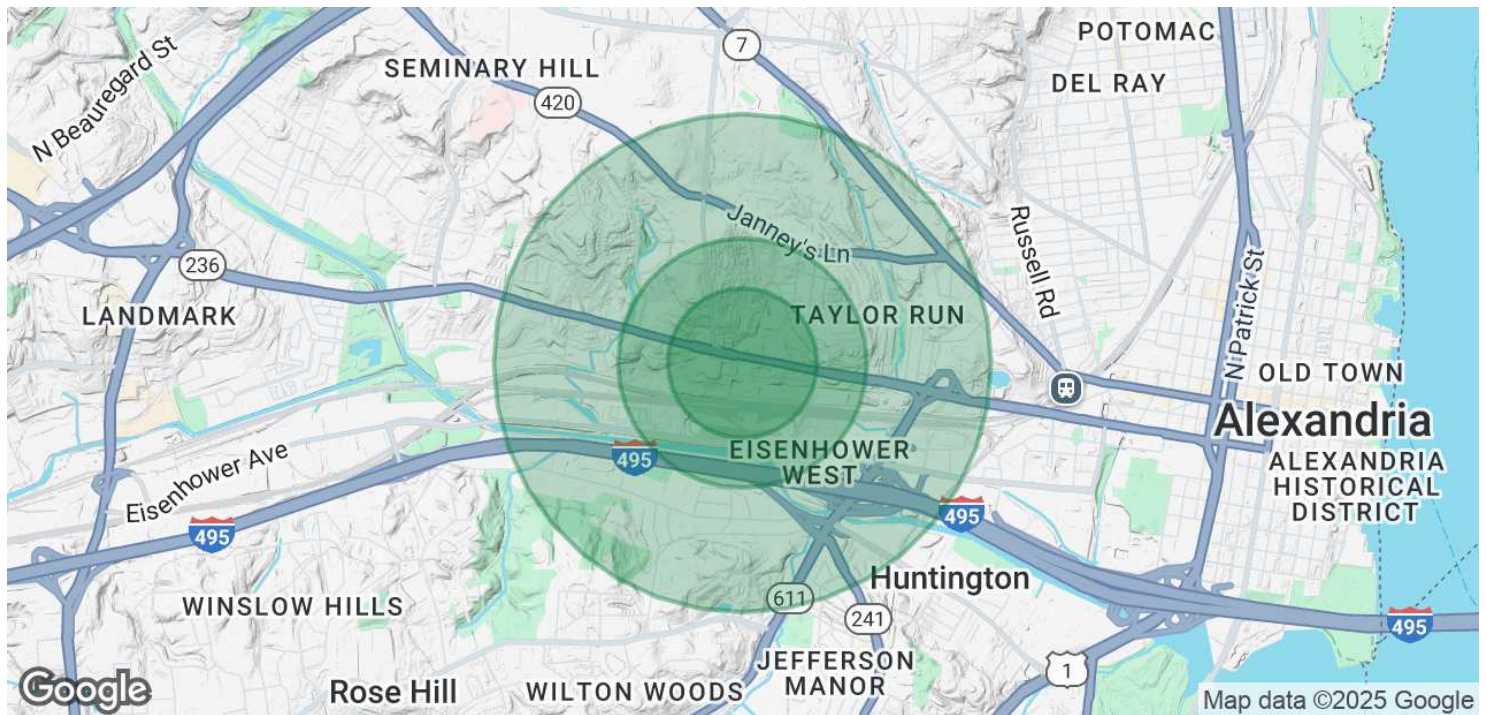 POTOMAC
7
SEMINARY HILL
N Beauregard St
DEL RAY
420
Janney's Ln
Russell Rd
236
N Patrick St
LANDMARK
TAYLOR RUN
OLD TOWN
Alexandria
EISENHOWER
WEST
495
ALEXANDRIA
HISTORICAL
DISTRICT
Eisenhower Ave
495
495
Huntington
611
WINSLOW HILLS
241
495
JEFFERSON
MANOR
1
Rose Hill
WILTON WOODS
Google
Map data ©2025 Google